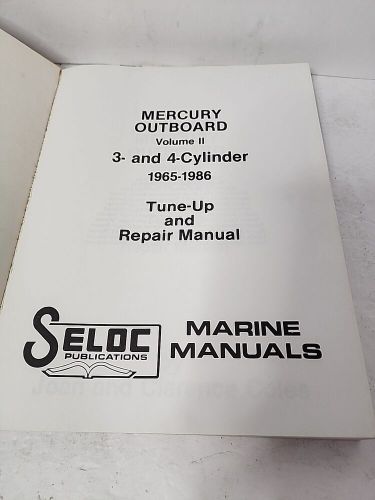 MERCURY
OUTBOARD
Volume II
3- and 4-Cylinder
1965-1986
Tune-Up
and
Repair Manual
SELOC
PUBLICATIONS
MARINE
MANUALS